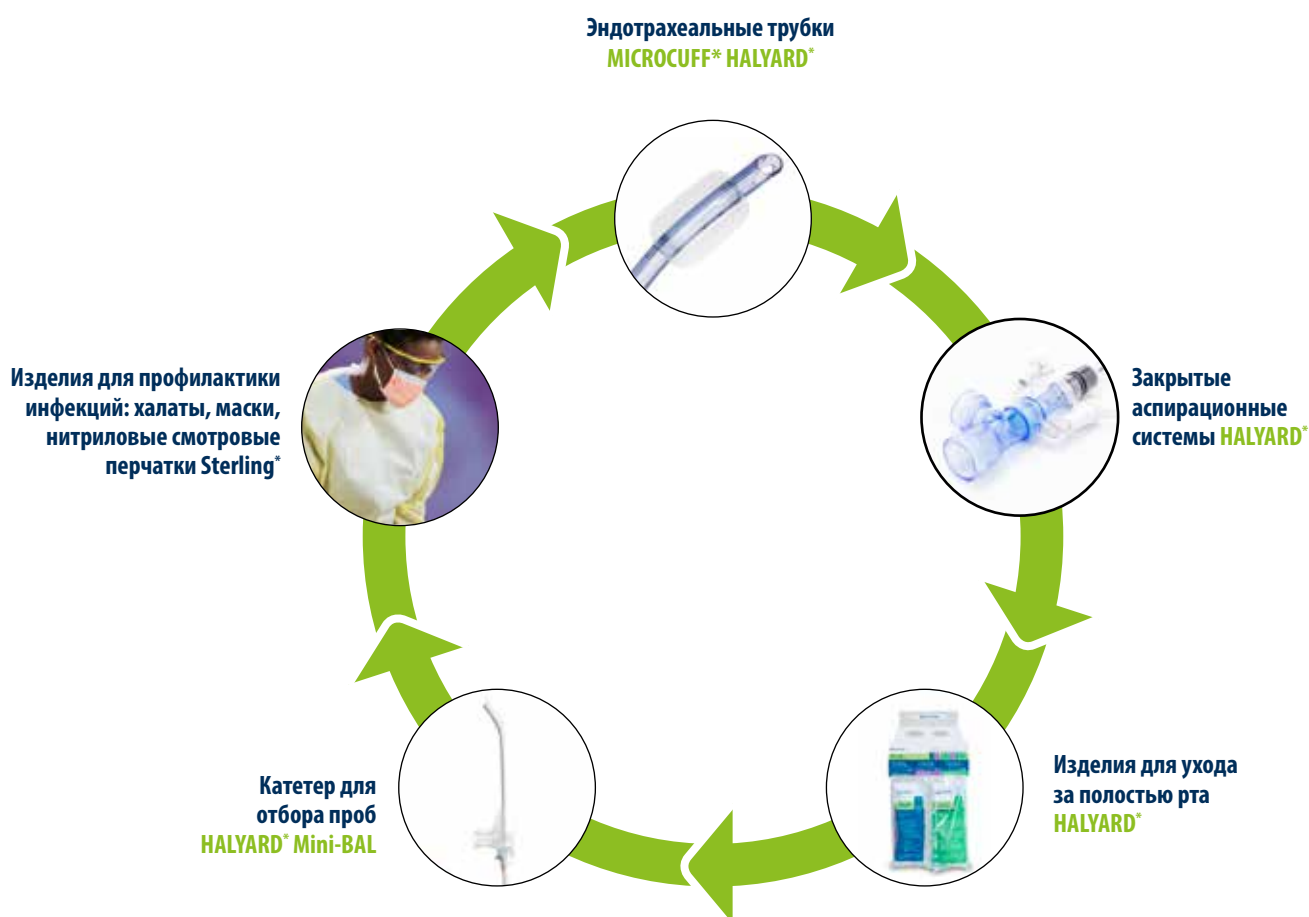 Эндотрахеальные трубки
MICROCUFF* HALYARD*
Закрытые
аспирационные
системы HALYARD*
Изделия для ухода
за полостью рта
HALYARD*
Катетер для
отбора проб
HALYARD* Mini-BAL
Изделия для профилактики
инфекций: халаты, маски,
нитриловые смотровые
перчатки Sterling*